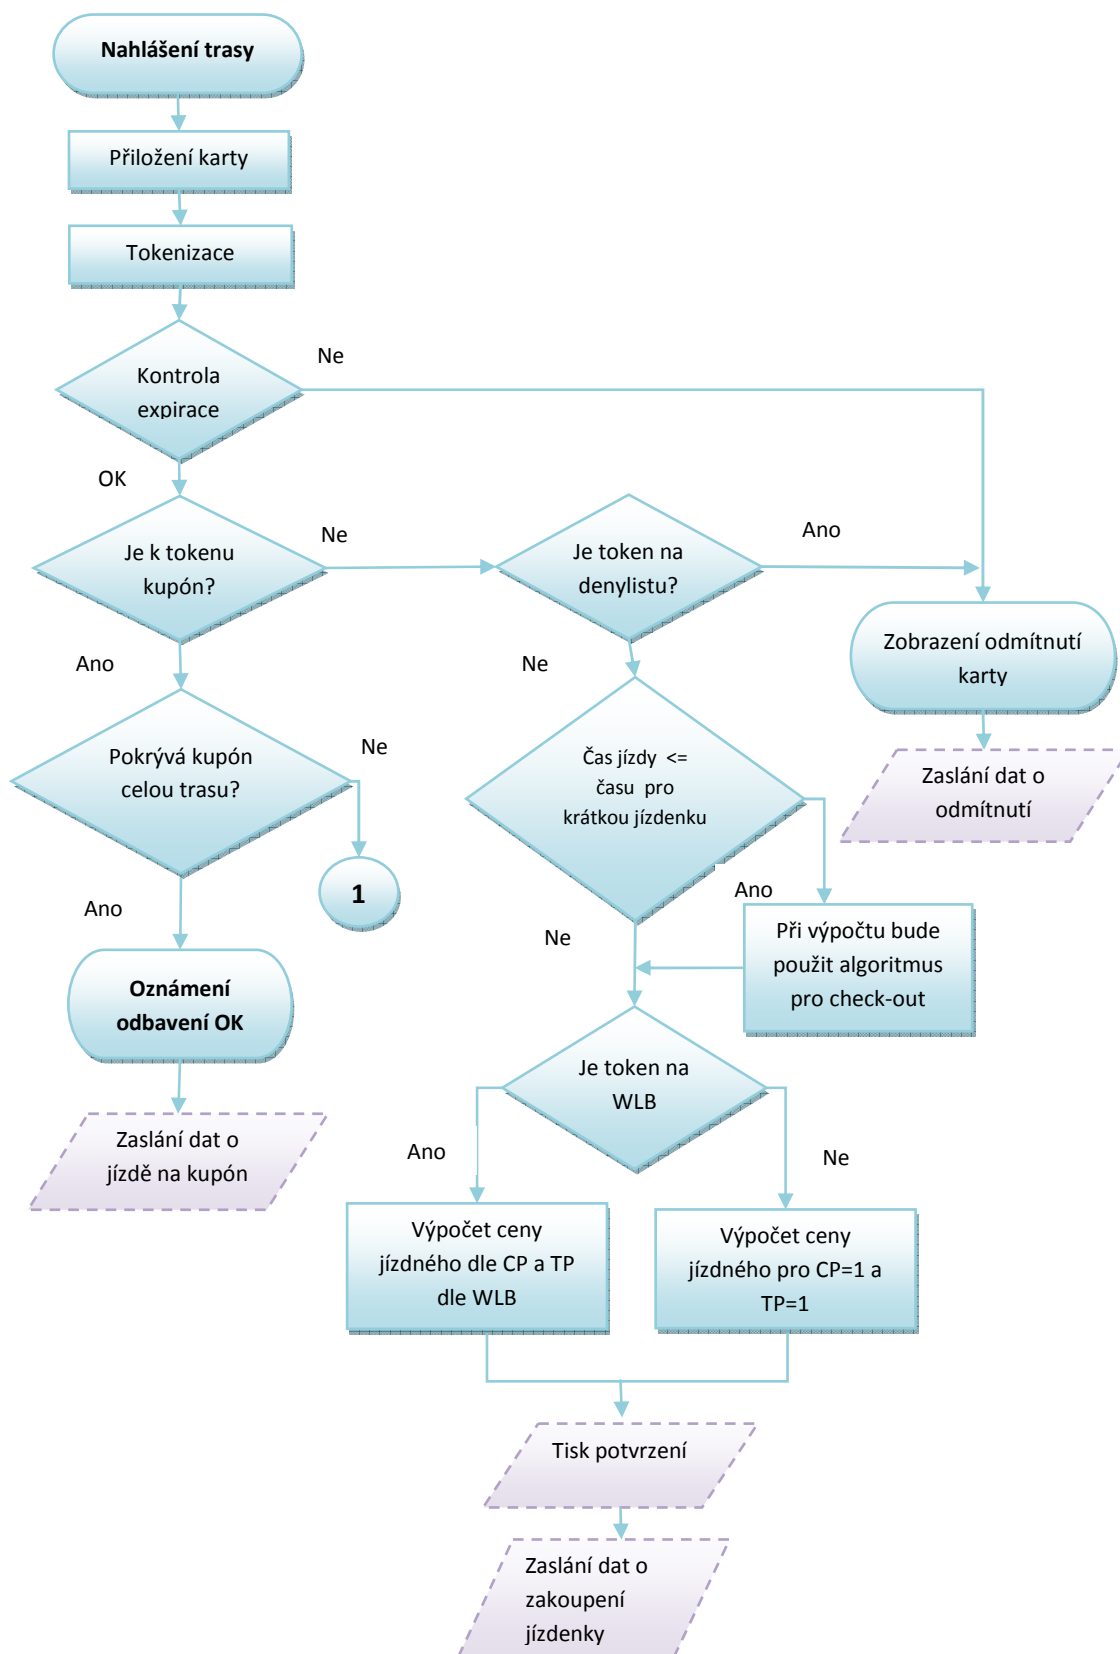 Nahlášení trasy
Přiložení karty
Tokenizace
Kontrola
expirace
Ne
OK
Je k tokenu
kupón?
Ne
Je token na
denylistu?
Ano
Zobrazení odmítnutí
karty
Zaslání dat o
odmítnutí
Ano
Pokrývá kupón
celou trasu?
Ne
1
Ne
Čas jízdy <=
času pro
krátkou jízdenku
Ano
Při výpočtu bude
použit algoritmus
pro check-out
Ano
Oznámení
odbavení OK
Zaslání dat o
jízdě na kupón
Ne
Je token na
WLB
Ano
Ne
Výpočet ceny
jízdného dle CP a TP
dle WLB
Výpočet ceny
jízdného pro CP=1 a
TP=1
Tisk potvrzení
Zaslání dat o
zakoupení
jízdenky